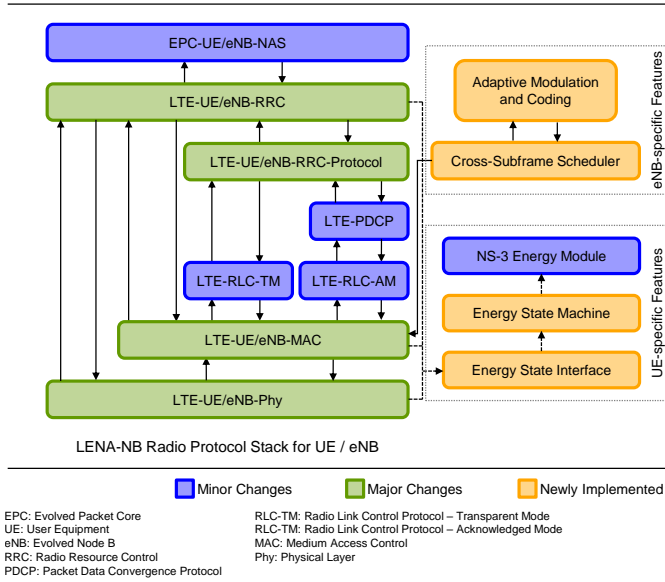 EPC-UE/eNB-NAS
LTE-UE/eNB-RRC
LTE-UE/eNB-RRC-Protocol
LTE-PDCP
LTE-RLC-TM
LTE-RLC-AM
LTE-UE/eNB-MAC
LTE-UE/eNB-Phy
LENA-NB Radio Protocol Stack for UE / eNB
Adaptive Modulation
and Coding
Cross-Subframe Scheduler
eNB-specific Features
NS-3 Energy Module
Energy State Machine
Energy State Interface
UE-specific Features
Minor Changes
Major Changes
Newly Implemented
EPC: Evolved Packet Core
UE: User Equipment
eNB: Evolved Node B
RRC: Radio Resource Control
PDCP: Packet Data Convergence Protocol
RLC-TM: Radio Link Control Protocol – Transparent Mode
RLC-TM: Radio Link Control Protocol – Acknowledged Mode
MAC: Medium Access Control
Phy: Physical Layer